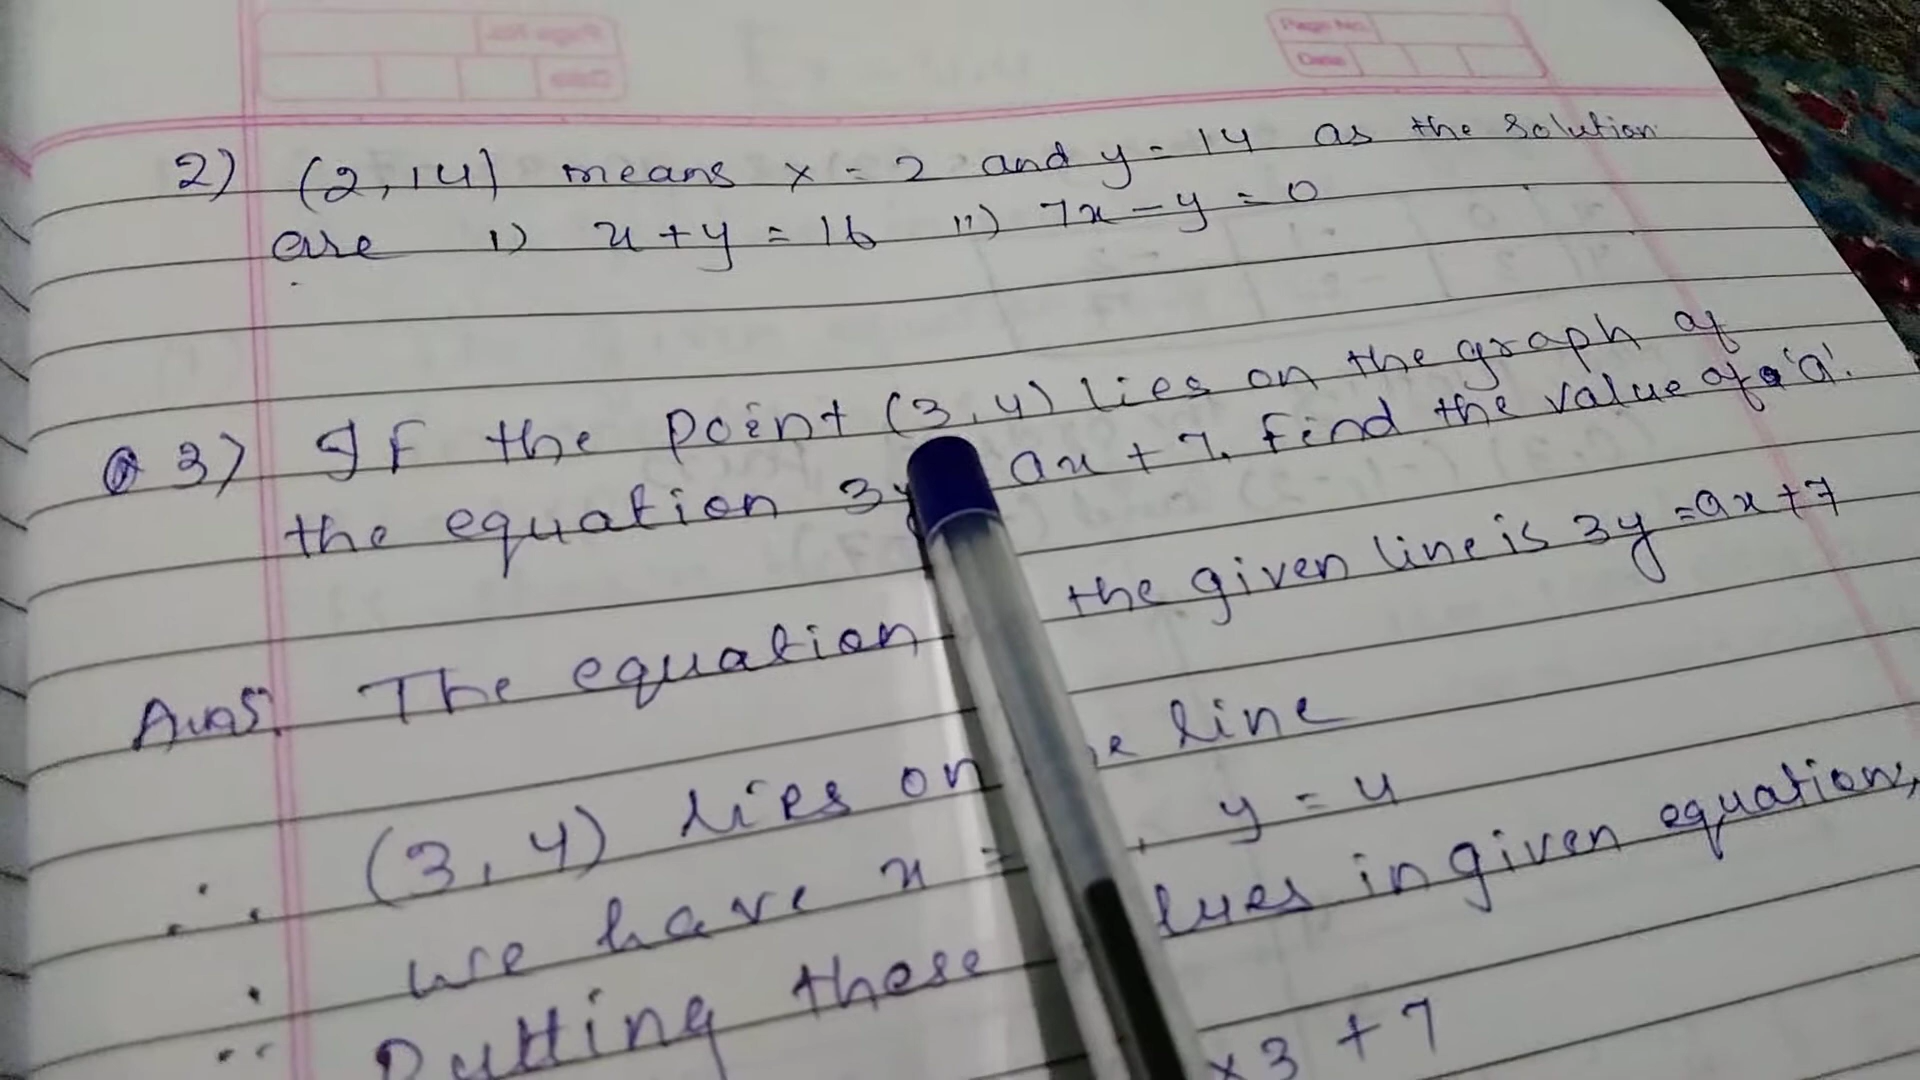 Page No.
Date
2) (2,14) means x = 2 and y = 14 as the solution
are i) x + y = 16 ii) 7x - y = 0
Q 3) If the point (3,4) lies on the graph of
the equation 3y ax + 7. Find the value of 'a'.
Ans. The equation the given line is 3y = ax + 7
(3,4) lies on line
∴ we have x = , y = 4
∴ Putting these in given equation,
x 3 + 7